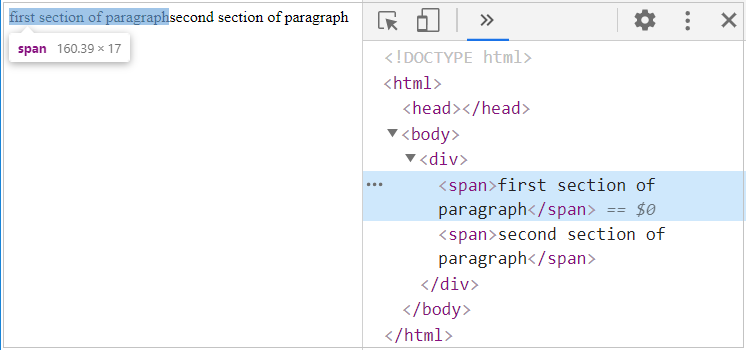 first section of paragraphsecond section of paragraph
span 160.39 × 17
<!DOCTYPE html>
<html>
<head></head>
<body>
<div>
<span>first section of
paragraph</span> == $0
<span>second section of
paragraph</span>
</div>
</body>
</html>